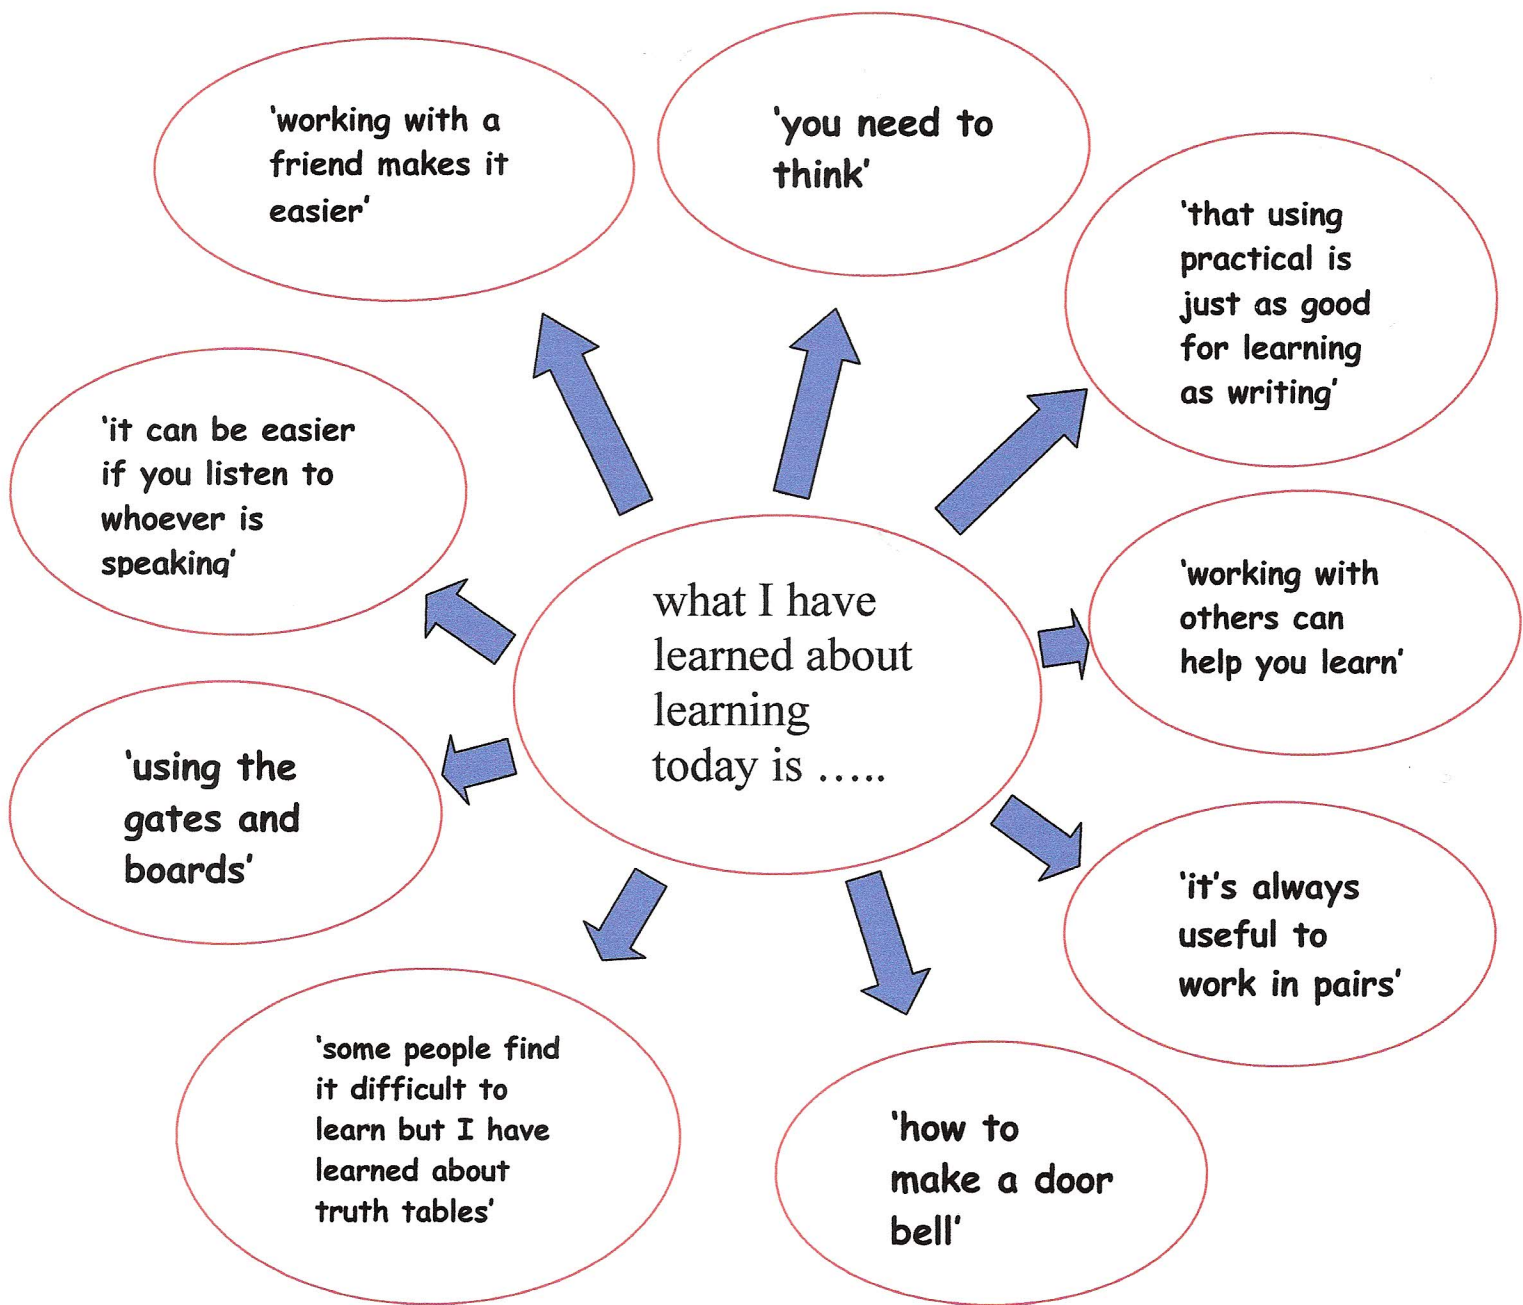 'working with a
friend makes it
easier'
'you need to
think'
'that using
practical is
just as good
for learning
as writing'
'it can be easier
if you listen to
whoever is
speaking'
what I have
learned about
learning
today is …..
'working with
others can
help you learn'
'using the
gates and
boards'
'it's always
useful to
work in pairs'
'some people find
it difficult to
learn but I have
learned about
truth tables'
'how to
make a door
bell'